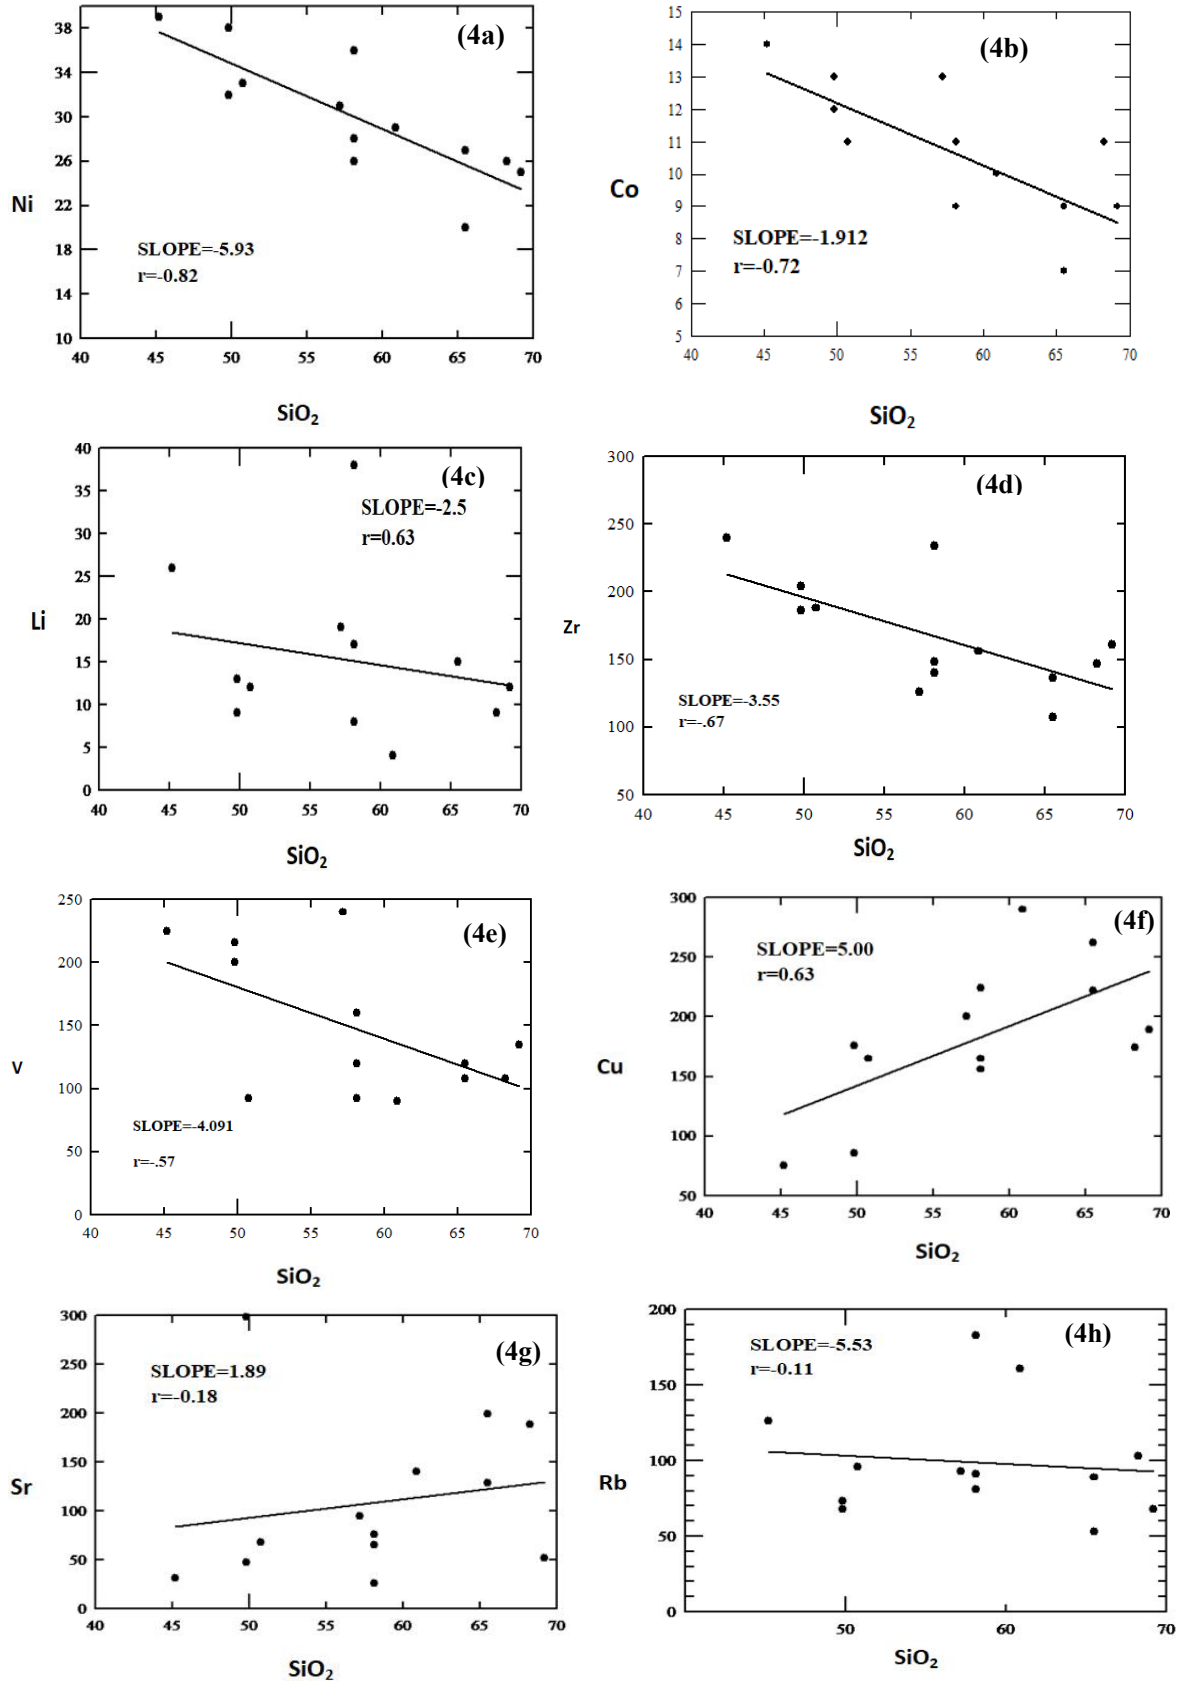 (4a)
38
34
30
26
22
18
14
10
Ni
SLOPE=-5.93
r=-0.82
40 45 50 55 60 65 70
SiO₂
(4b)
15
14
13
12
11
10
9
8
7
6
5
Co
SLOPE=-1.912
r=-0.72
40 45 50 55 60 65 70
SiO₂
(4c)
SLOPE=-2.5
r=0.63
40
35
30
25
20
15
10
5
0
Li
40 45 50 55 60 65 70
SiO₂
(4d)
300
250
200
150
100
50
Zr
SLOPE=-3.55
r=-.67
40 45 50 55 60 65 70
SiO₂
(4e)
250
200
150
100
50
0
V
SLOPE=-4.091
r=-.57
40 45 50 55 60 65 70
SiO₂
(4f)
SLOPE=5.00
r=0.63
300
250
200
150
100
50
Cu
40 45 50 55 60 65 70
SiO₂
(4g)
SLOPE=1.89
r=-0.18
300
250
200
150
100
50
0
Sr
40 45 50 55 60 65 70
SiO₂
(4h)
SLOPE=-5.53
r=-0.11
200
150
100
50
0
Rb
50 60 70
SiO₂